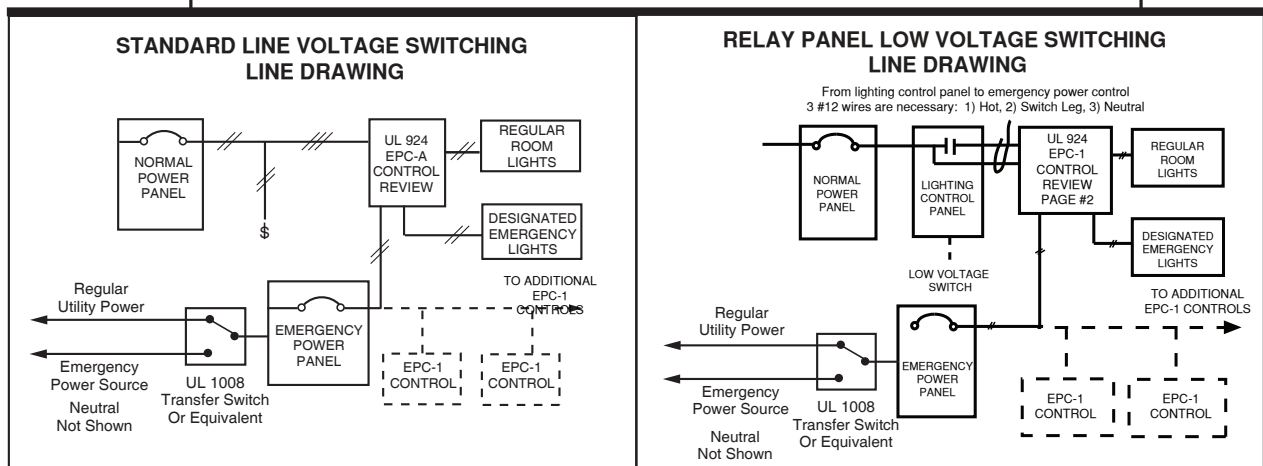 STANDARD LINE VOLTAGE SWITCHING
LINE DRAWING
NORMAL
POWER
PANEL
$
UL 924
EPC-A
CONTROL
REVIEW
REGULAR
ROOM
LIGHTS
DESIGNATED
EMERGENCY
LIGHTS
TO ADDITIONAL
EPC-1
CONTROLS
Regular
Utility Power
Emergency
Power Source
Neutral
Not Shown
UL 1008
Transfer Switch
Or Equivalent
EMERGENCY
POWER
PANEL
EPC-1
CONTROL
EPC-1
CONTROL
RELAY PANEL LOW VOLTAGE SWITCHING
LINE DRAWING
From lighting control panel to emergency power control
3 #12 wires are necessary: 1) Hot, 2) Switch Leg, 3) Neutral
NORMAL
POWER
PANEL
LIGHTING
CONTROL
PANEL
LOW VOLTAGE
SWITCH
UL 924
EPC-1
CONTROL
REVIEW
PAGE #2
REGULAR
ROOM
LIGHTS
DESIGNATED
EMERGENCY
LIGHTS
TO ADDITIONAL
EPC-1 CONTROLS
Regular
Utility Power
Emergency
Power Source
Neutral
Not Shown
UL 1008
Transfer Switch
Or Equivalent
EMERGENCY
POWER
PANEL
EPC-1
CONTROL
EPC-1
CONTROL